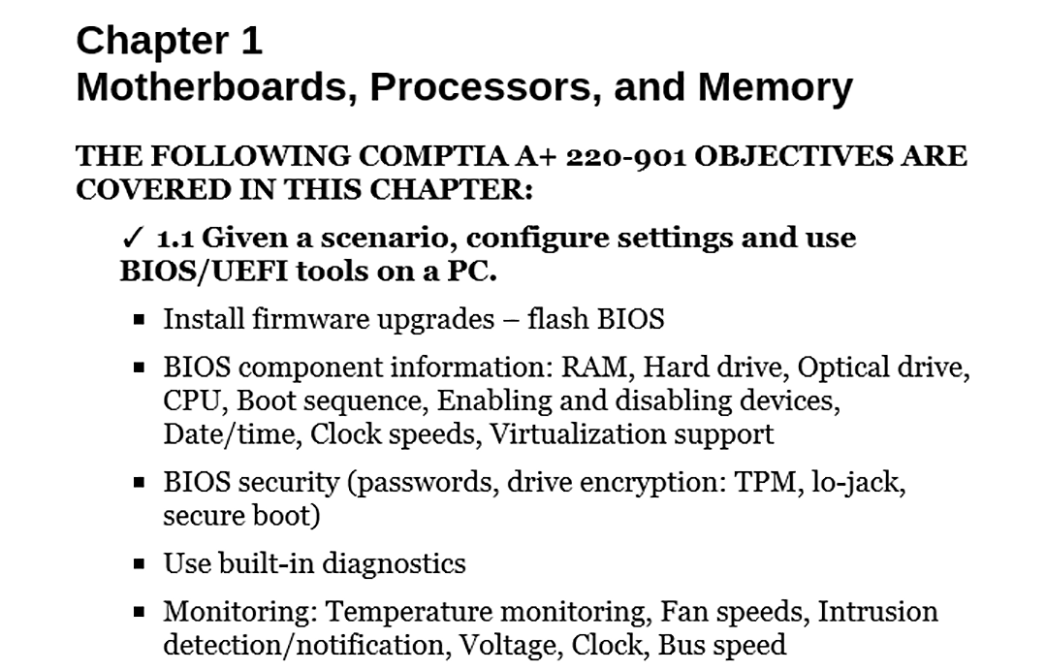 Chapter 1
Motherboards, Processors, and Memory
THE FOLLOWING COMPTIA A+ 220-901 OBJECTIVES ARE
COVERED IN THIS CHAPTER:
✓ 1.1 Given a scenario, configure settings and use
BIOS/UEFI tools on a PC.
▪ Install firmware upgrades – flash BIOS
▪ BIOS component information: RAM, Hard drive, Optical drive,
CPU, Boot sequence, Enabling and disabling devices,
Date/time, Clock speeds, Virtualization support
▪ BIOS security (passwords, drive encryption: TPM, lo-jack,
secure boot)
▪ Use built-in diagnostics
▪ Monitoring: Temperature monitoring, Fan speeds, Intrusion
detection/notification, Voltage, Clock, Bus speed